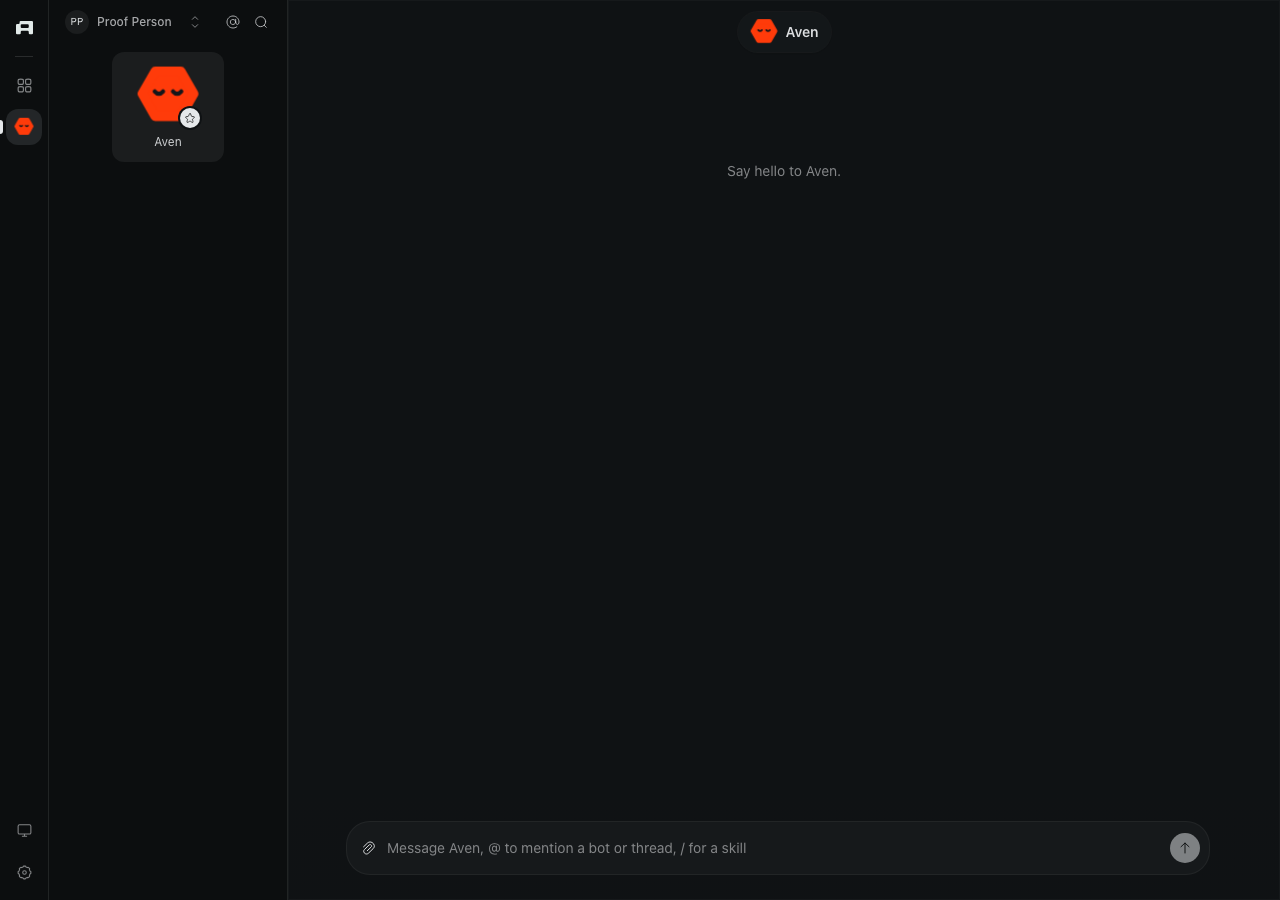 PP Proof Person
Aven
Aven
Say hello to Aven.
Message Aven, @ to mention a bot or thread, / for a skill